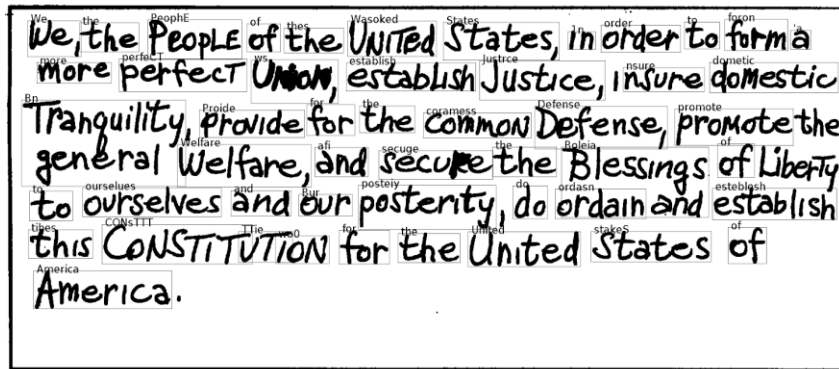 We, the PEOPLE of the UNITED States, in order to form a
more perfect Union, establish Justice, insure domestic
Tranquility, provide for the common Defense, promote the
general Welfare, and secure the Blessings of Liberty
to ourselves and our posterity, do ordain and establish
this CONSTITUTION for the United States of
America.